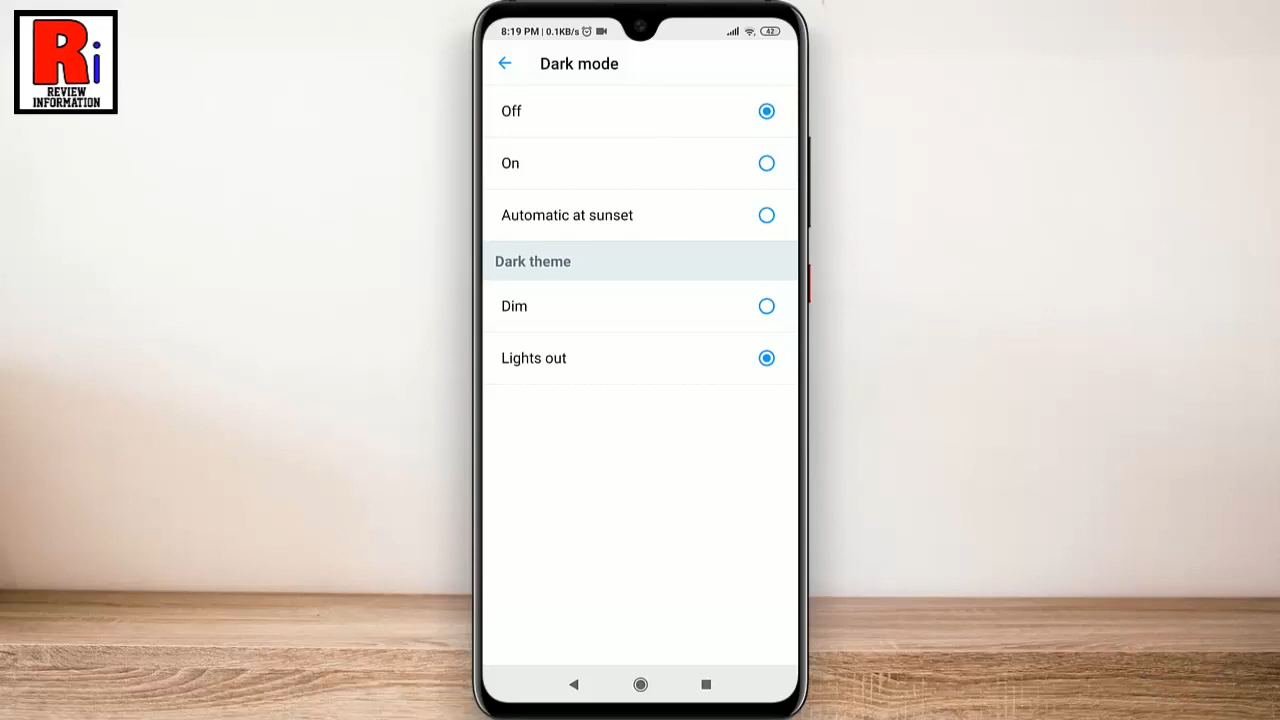 Ri
REVIEW
INFORMATION
8:19 PM | 0.1KB/s
42
Dark mode
Off
On
Automatic at sunset
Dark theme
Dim
Lights out